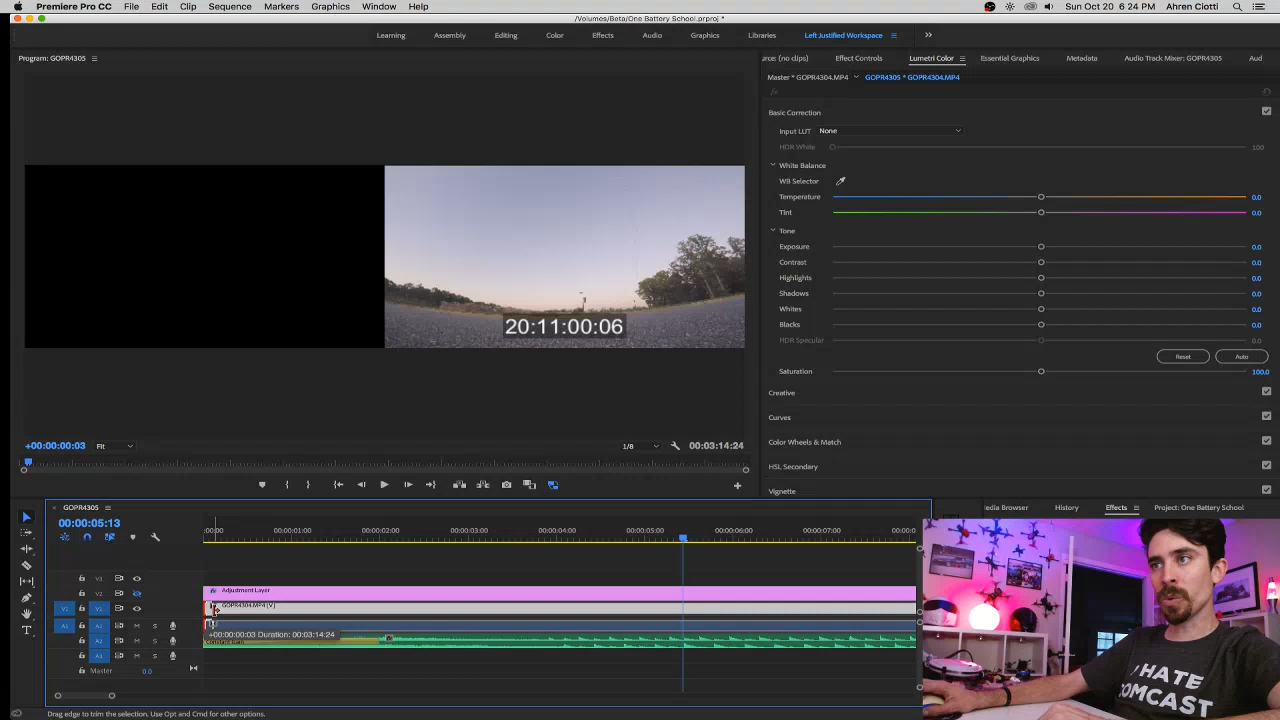 Premiere Pro CC File Edit Clip Sequence Markers Graphics Window Help Sun Oct 20 6:24 PM Ahren Ciotti
/Volumes/Beta/One Battery School.prproj *
Learning Assembly Editing Color Effects Audio Graphics Libraries Left Justified Workspace
Program: GOPR4305
urce: (no clips) Effect Controls Lumetri Color Essential Graphics Metadata Audio Track Mixer: GOPR4305 Aud
Master * GOPR4304.MP4 GOPR4305 * GOPR4304.MP4
fx
Basic Correction
Input LUT None
HDR White 100
White Balance
WB Selector
Temperature 0.0
Tint 0.0
Tone
Exposure 0.0
Contrast 0.0
Highlights 0.0
Shadows 0.0
Whites 0.0
Blacks 0.0
HDR Specular 0.0
Reset Auto
Saturation 100.0
Creative
Curves
Color Wheels & Match
HSL Secondary
Vignette
20:11:00:06
+00:00:00:03 Fit 1/8 00:03:14:24
GOPR4305
edia Browser History Effects Project: One Battery School
00:00:05:13
:00:00 00:00:01:00 00:00:02:00 00:00:03:00 00:00:04:00 00:00:05:00 00:00:06:00 00:00:07:00 00:00:0
V3
V2
Adjustment Layer
V1 V1
GOPR4304.MP4 [V]
A1 A1 M S
+00:00:00:03 Duration: 00:03:14:24
A2 M S
A3 M S
Master 0.0
I HATE
COMCAST
Drag edge to trim the selection. Use Opt and Cmd for other options.